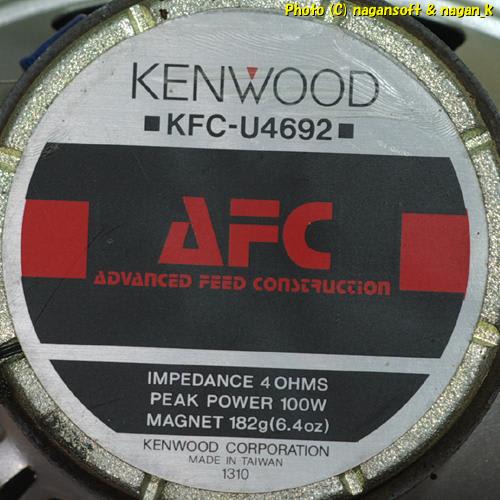 Photo (C) nagansoft & nagan_k
KENWOOD
■KFC-U4692■
AFC
ADVANCED FEED CONSTRUCTION
IMPEDANCE 4 OHMS
PEAK POWER 100W
MAGNET 182g(6.4oz)
KENWOOD CORPORATION
MADE IN TAIWAN
1310